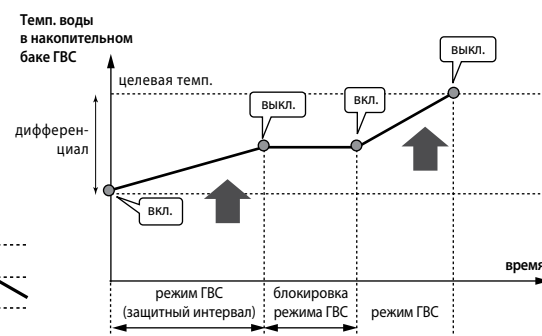 Темп. воды
в накопительном
баке ГВС
целевая темп.
выкл.
выкл.
вкл.
дифферен-
циал
вкл.
время
режим ГВС
(защитный интервал)
блокировка
режима ГВС
режим ГВС